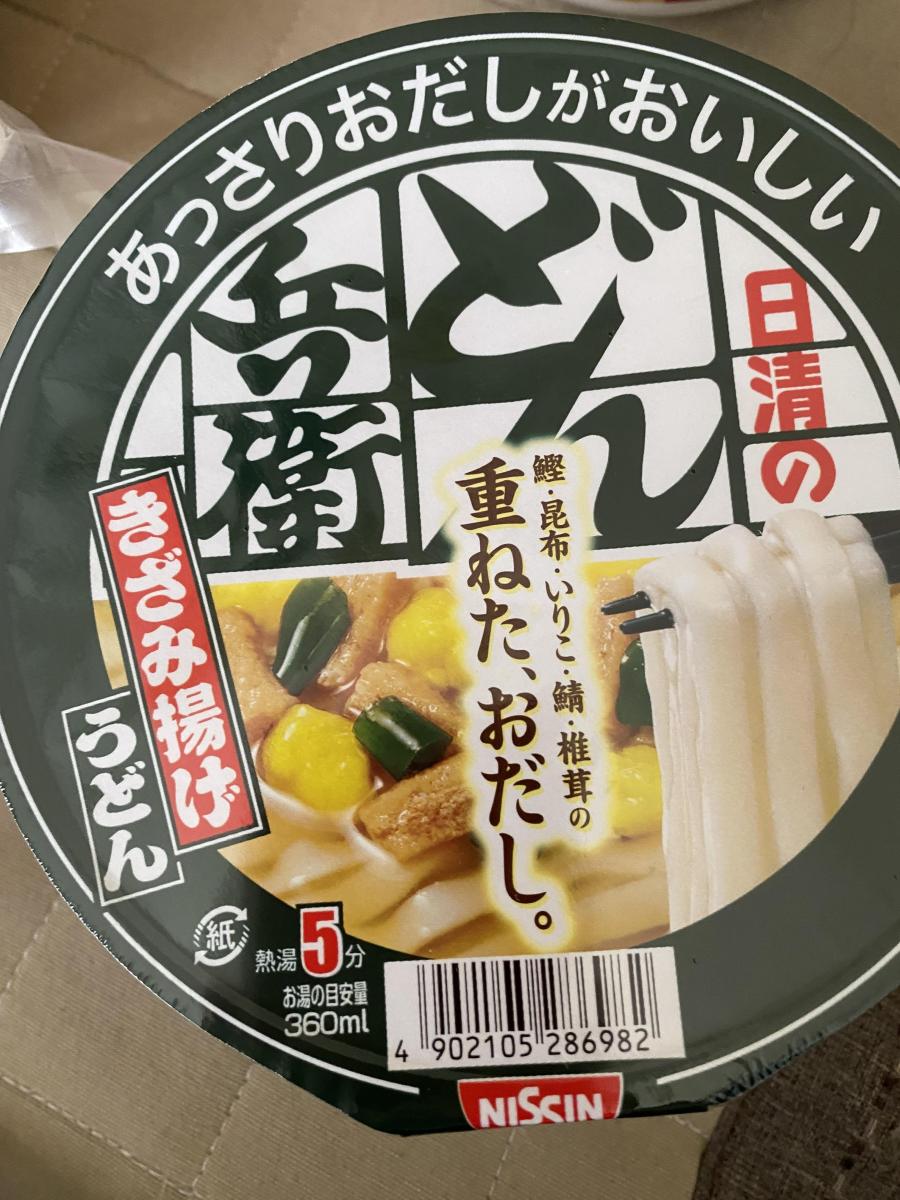 あっさりおだしがおいしい
日清の
どん
兵衛
鰹・昆布・いりこ・鯖・椎茸の
重ねた、おだし。
きざみ揚げ
うどん
紙
熱湯5分
お湯の目安量
360ml
4 902105 286982
NISSIN